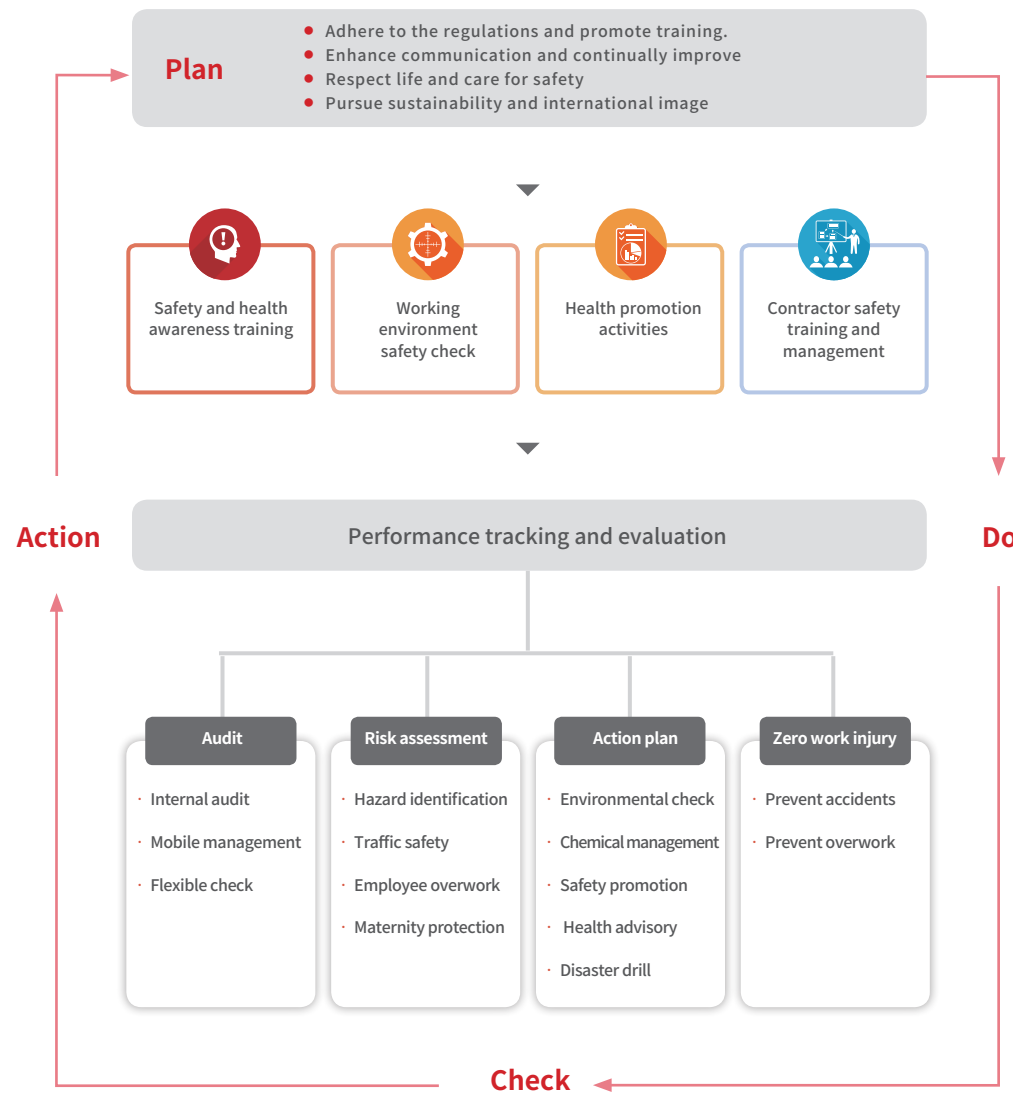 Plan
Adhere to the regulations and promote training.
Enhance communication and continually improve
Respect life and care for safety
Pursue sustainability and international image
Safety and health
awareness training
Working
environment
safety check
Health promotion
activities
Contractor safety
training and
management
Action
Performance tracking and evaluation
Do
Audit
· Internal audit
· Mobile management
· Flexible check
Risk assessment
· Hazard identification
· Traffic safety
· Employee overwork
· Maternity protection
Action plan
· Environmental check
· Chemical management
· Safety promotion
· Health advisory
· Disaster drill
Zero work injury
· Prevent accidents
· Prevent overwork
Check